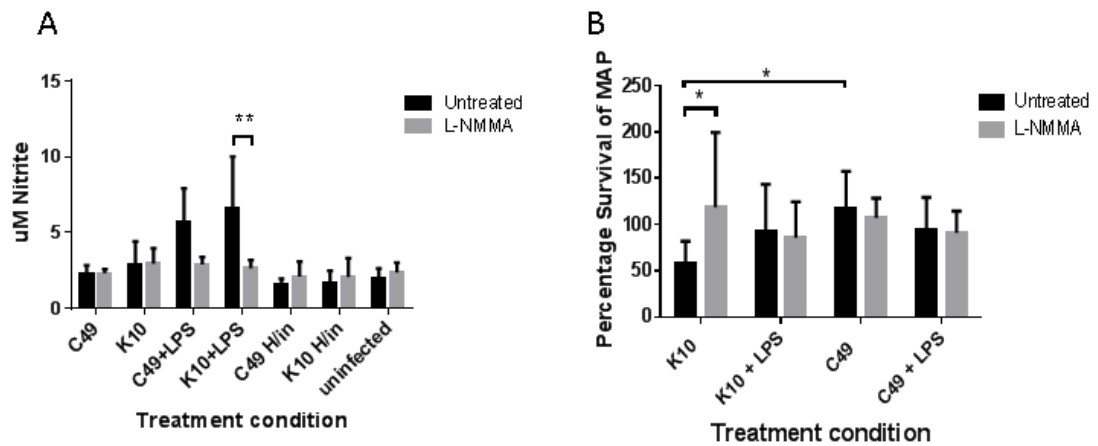 A
15
10
5
0
uM Nitrite
**
Untreated
L-NMMA
C49
K10
C49+LPS
K10+LPS
C49 H/in
K10 H/in
uninfected
Treatment condition
B
250
200
150
100
50
0
Percentage Survival of MAP
*
*
Untreated
L-NMMA
K10
K10 + LPS
C49
C49 + LPS
Treatment condition